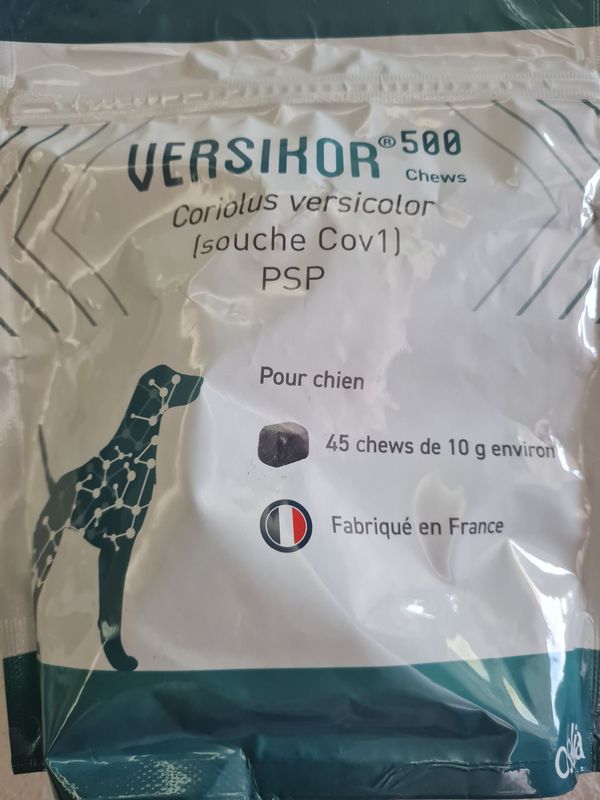 VERSIKOR®500
Chews
Coriolus versicolor
(souche Cov1)
PSP
Pour chien
45 chews de 10 g environ
Fabriqué en France